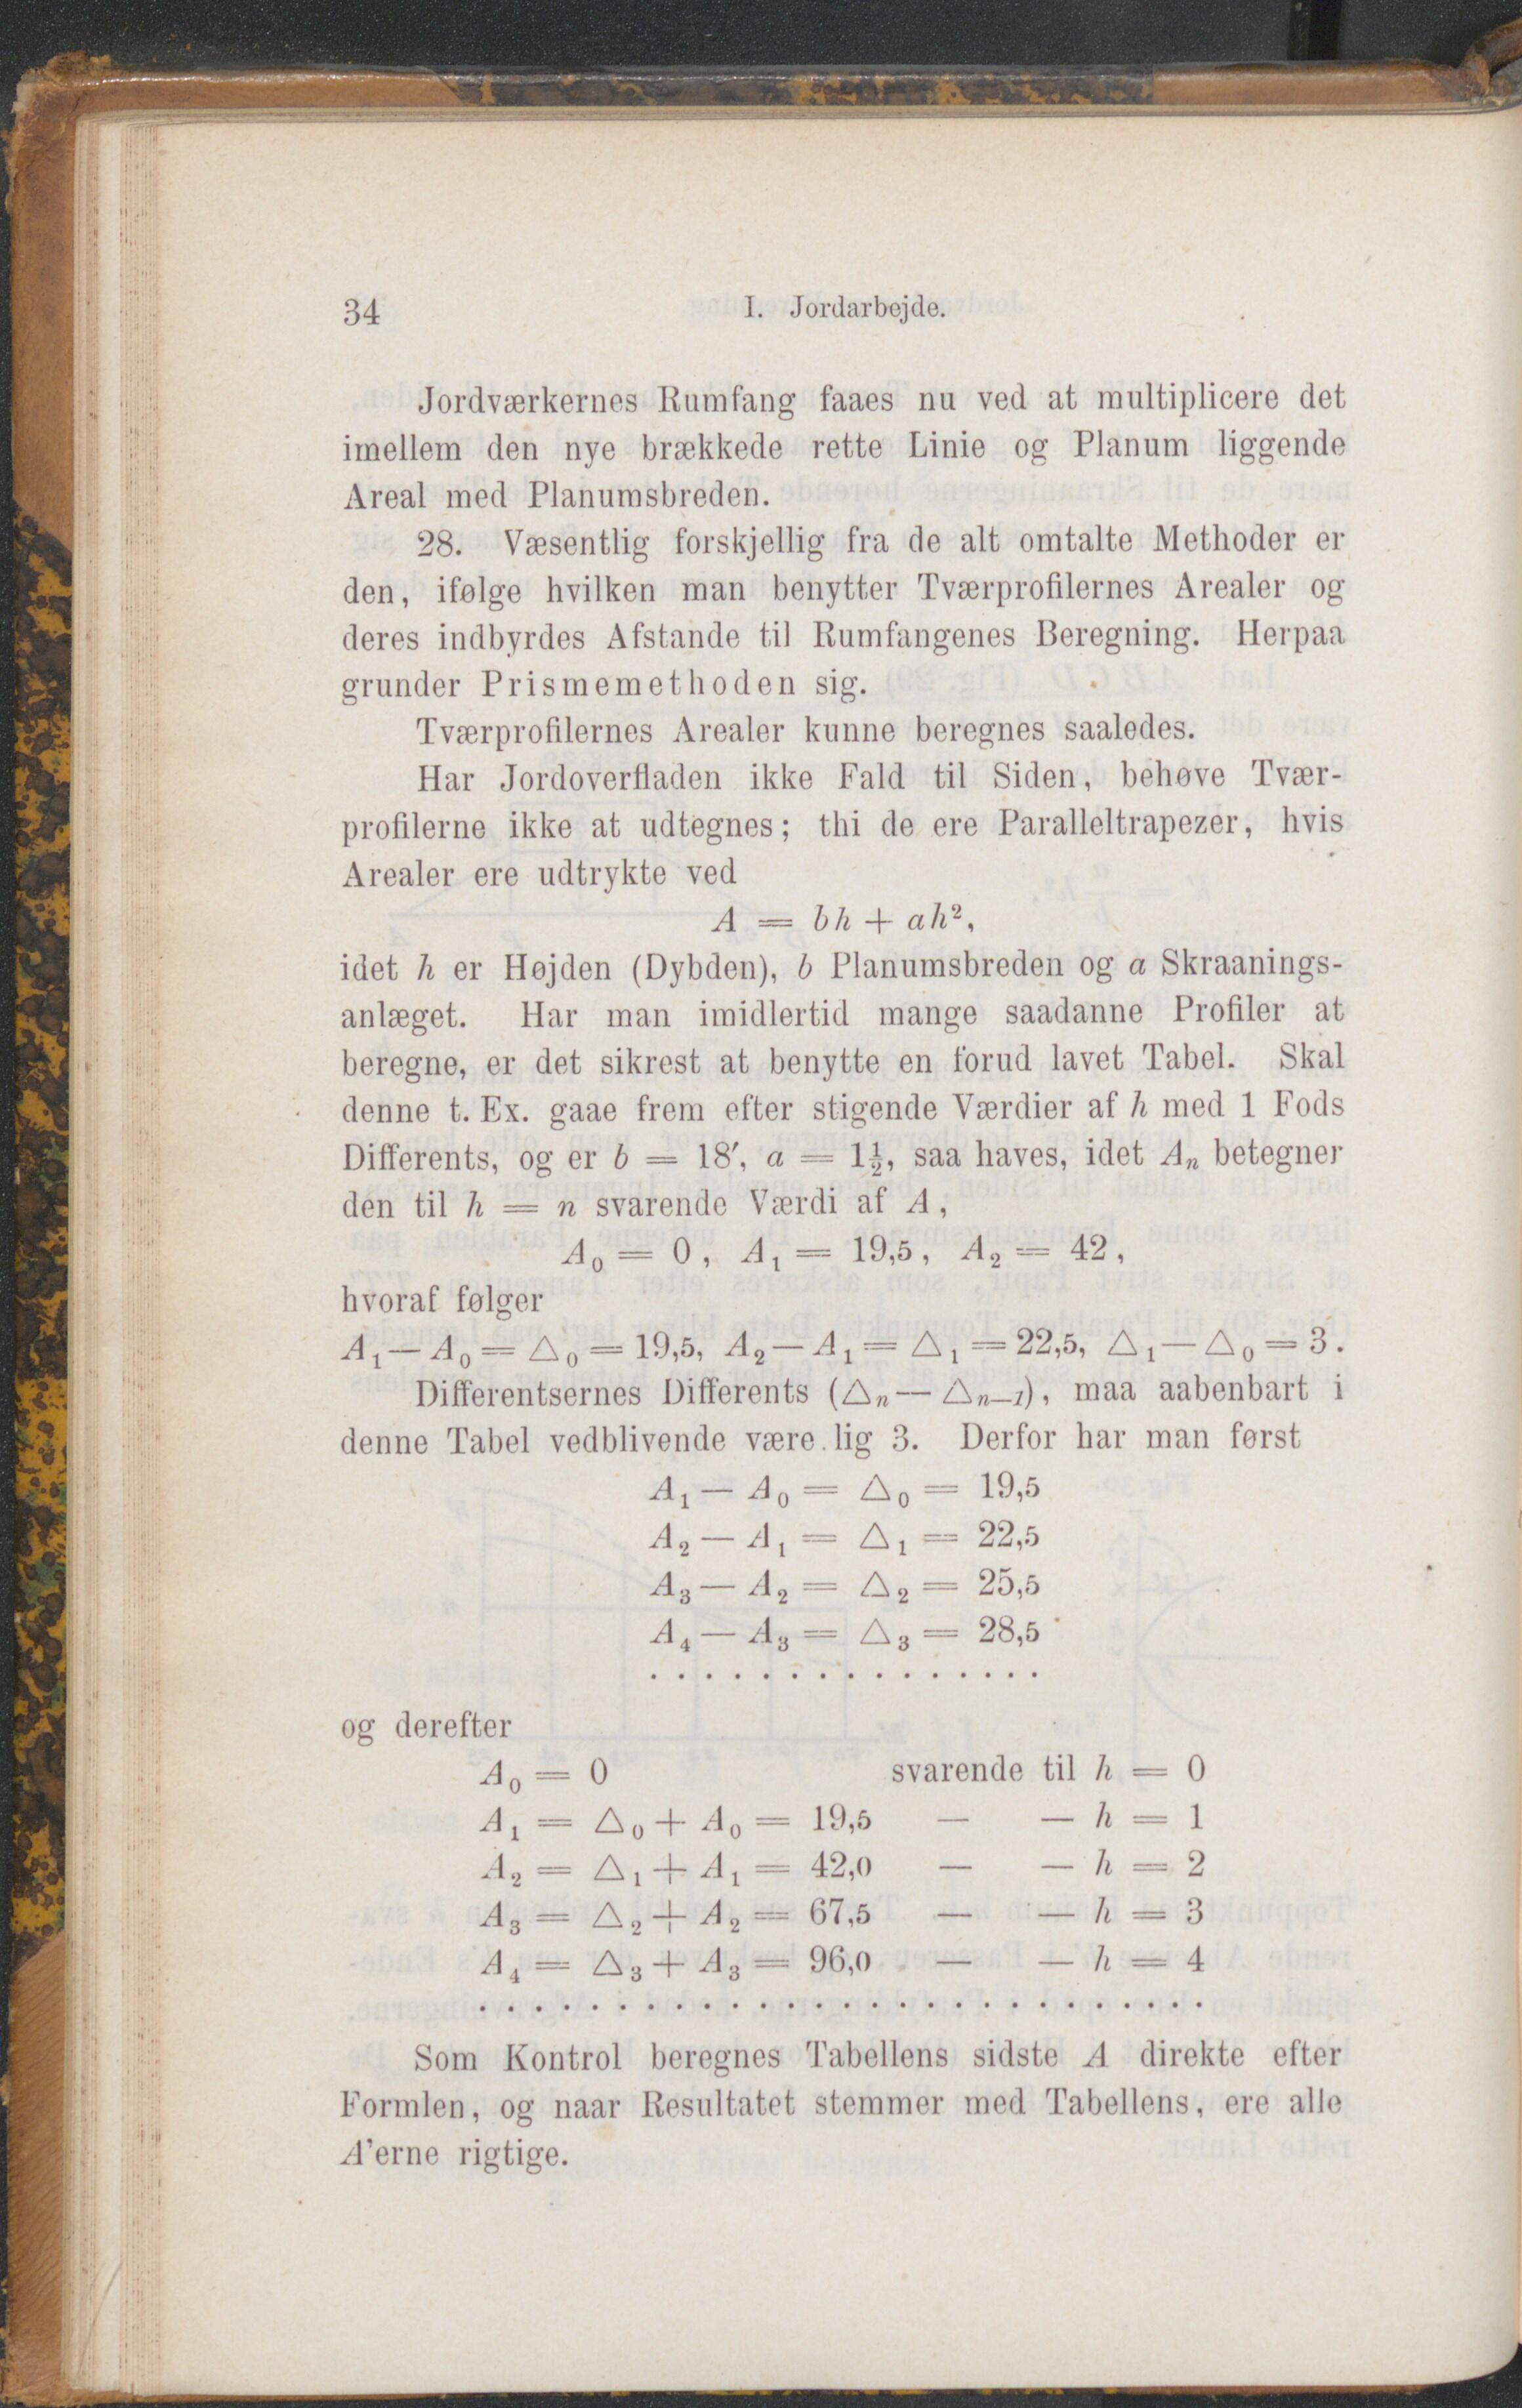 34
I. Jordarbejde.
Jordværkernes Rumfang faaes nu ved at multiplicere det
imellem den nye brækkede rette Linie og Planum liggende
Areal med Planumsbreden.
28. Væsentlig forskjellig fra de alt omtalte Methoder er
den, ifølge hvilken man benytter Tværprofilernes Arealer og
deres indbyrdes Afstande til Rumfangenes Beregning. Herpaa
grunder Prismemethoden sig.
Tværprofilernes Arealer kunne beregnes saaledes.
Har Jordoverfladen ikke Fald til Siden, behøve Tvær-
profilerne ikke at udtegnes; thi de ere Paralleltrapezer, hvis
Arealer ere udtrykte ved
A = bh + ah²,
idet h er Højden (Dybden), b Planumsbreden og a Skraanings-
anlæget. Har man imidlertid mange saadanne Profiler at
beregne, er det sikrest at benytte en forud lavet Tabel. Skal
denne t. Ex. gaae frem efter stigende Værdier af h med 1 Fods
Differents, og er b = 18′, a = 1½, saa haves, idet Aₙ betegner
den til h = n svarende Værdi af A,
A₀ = 0, A₁ = 19,5, A₂ = 42,
hvoraf følger
A₁ — A₀ = △₀ = 19,5, A₂ — A₁ = △₁ = 22,5, △₁ — △₀ = 3.
Differentsernes Differents (△ₙ — △ₙ₋₁), maa aabenbart i
denne Tabel vedblivende være lig 3. Derfor har man først
A₁ — A₀ = △₀ = 19,5
A₂ — A₁ = △₁ = 22,5
A₃ — A₂ = △₂ = 25,5
A₄ — A₃ = △₃ = 28,5
. . . . . . . . . . . . . . .
og derefter
A₀ = 0 svarende til h = 0
A₁ = △₀ + A₀ = 19,5 — — h = 1
A₂ = △₁ + A₁ = 42,0 — — h = 2
A₃ = △₂ + A₂ = 67,5 — — h = 3
A₄ = △₃ + A₃ = 96,0 — — h = 4
. . . . . . . . . . . . . . . . . . . . . . . . . . .
Som Kontrol beregnes Tabellens sidste A direkte efter
Formlen, og naar Resultatet stemmer med Tabellens, ere alle
A'erne rigtige.